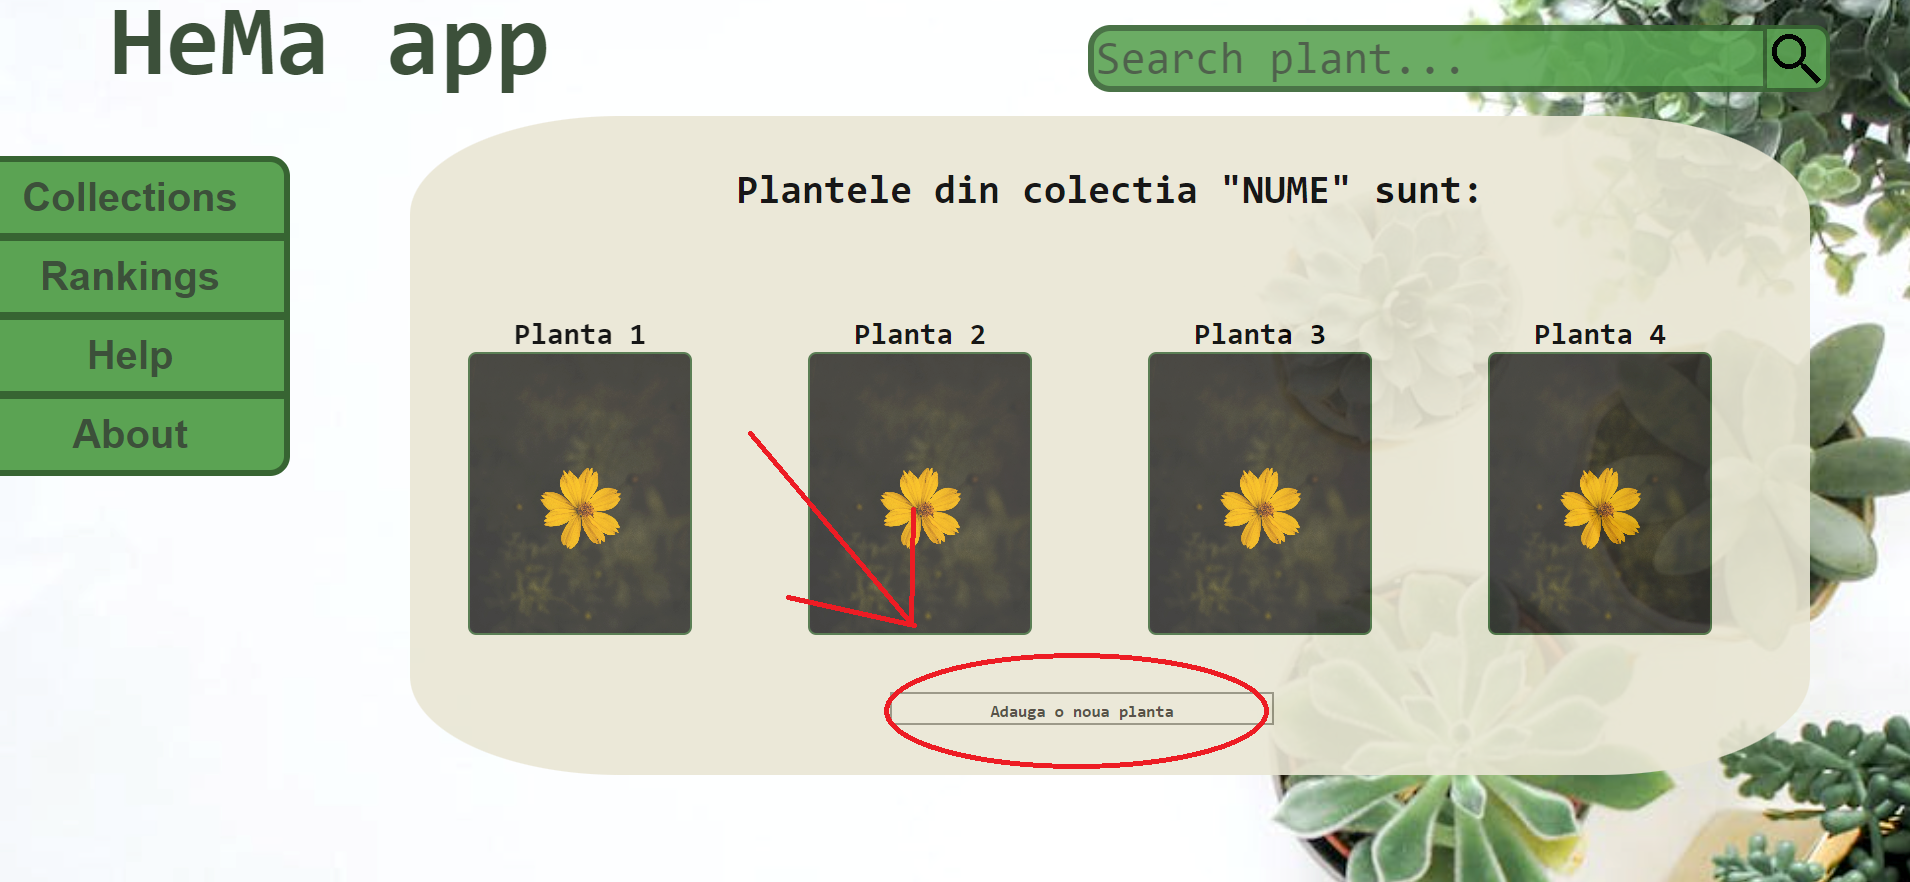 HeMa app
Search plant...
Collections
Rankings
Help
About
Plantele din colectia "NUME" sunt:
Planta 1
Planta 2
Planta 3
Planta 4
Adauga o noua planta